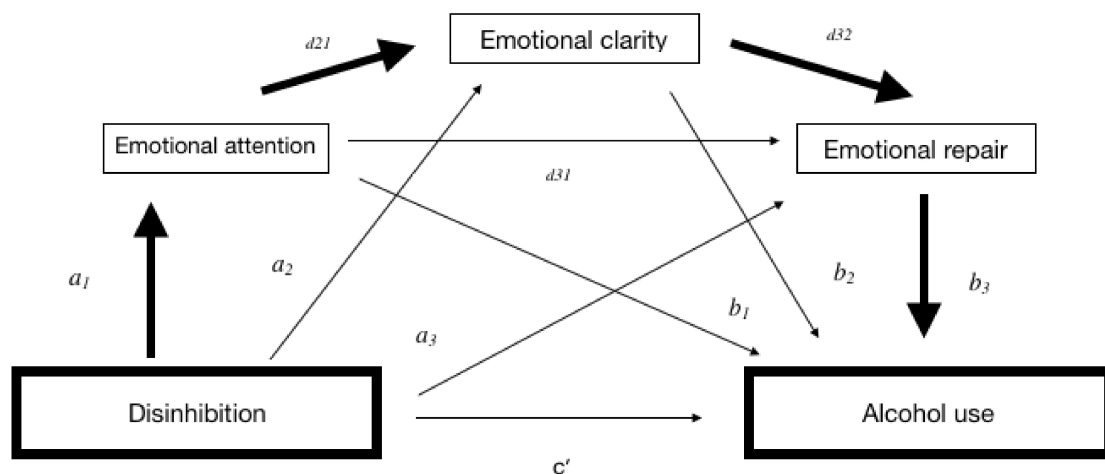 d21
Emotional clarity
d32
Emotional attention
Emotional repair
d31
a1
a2
a3
b1
b2
b3
Disinhibition
Alcohol use
c′